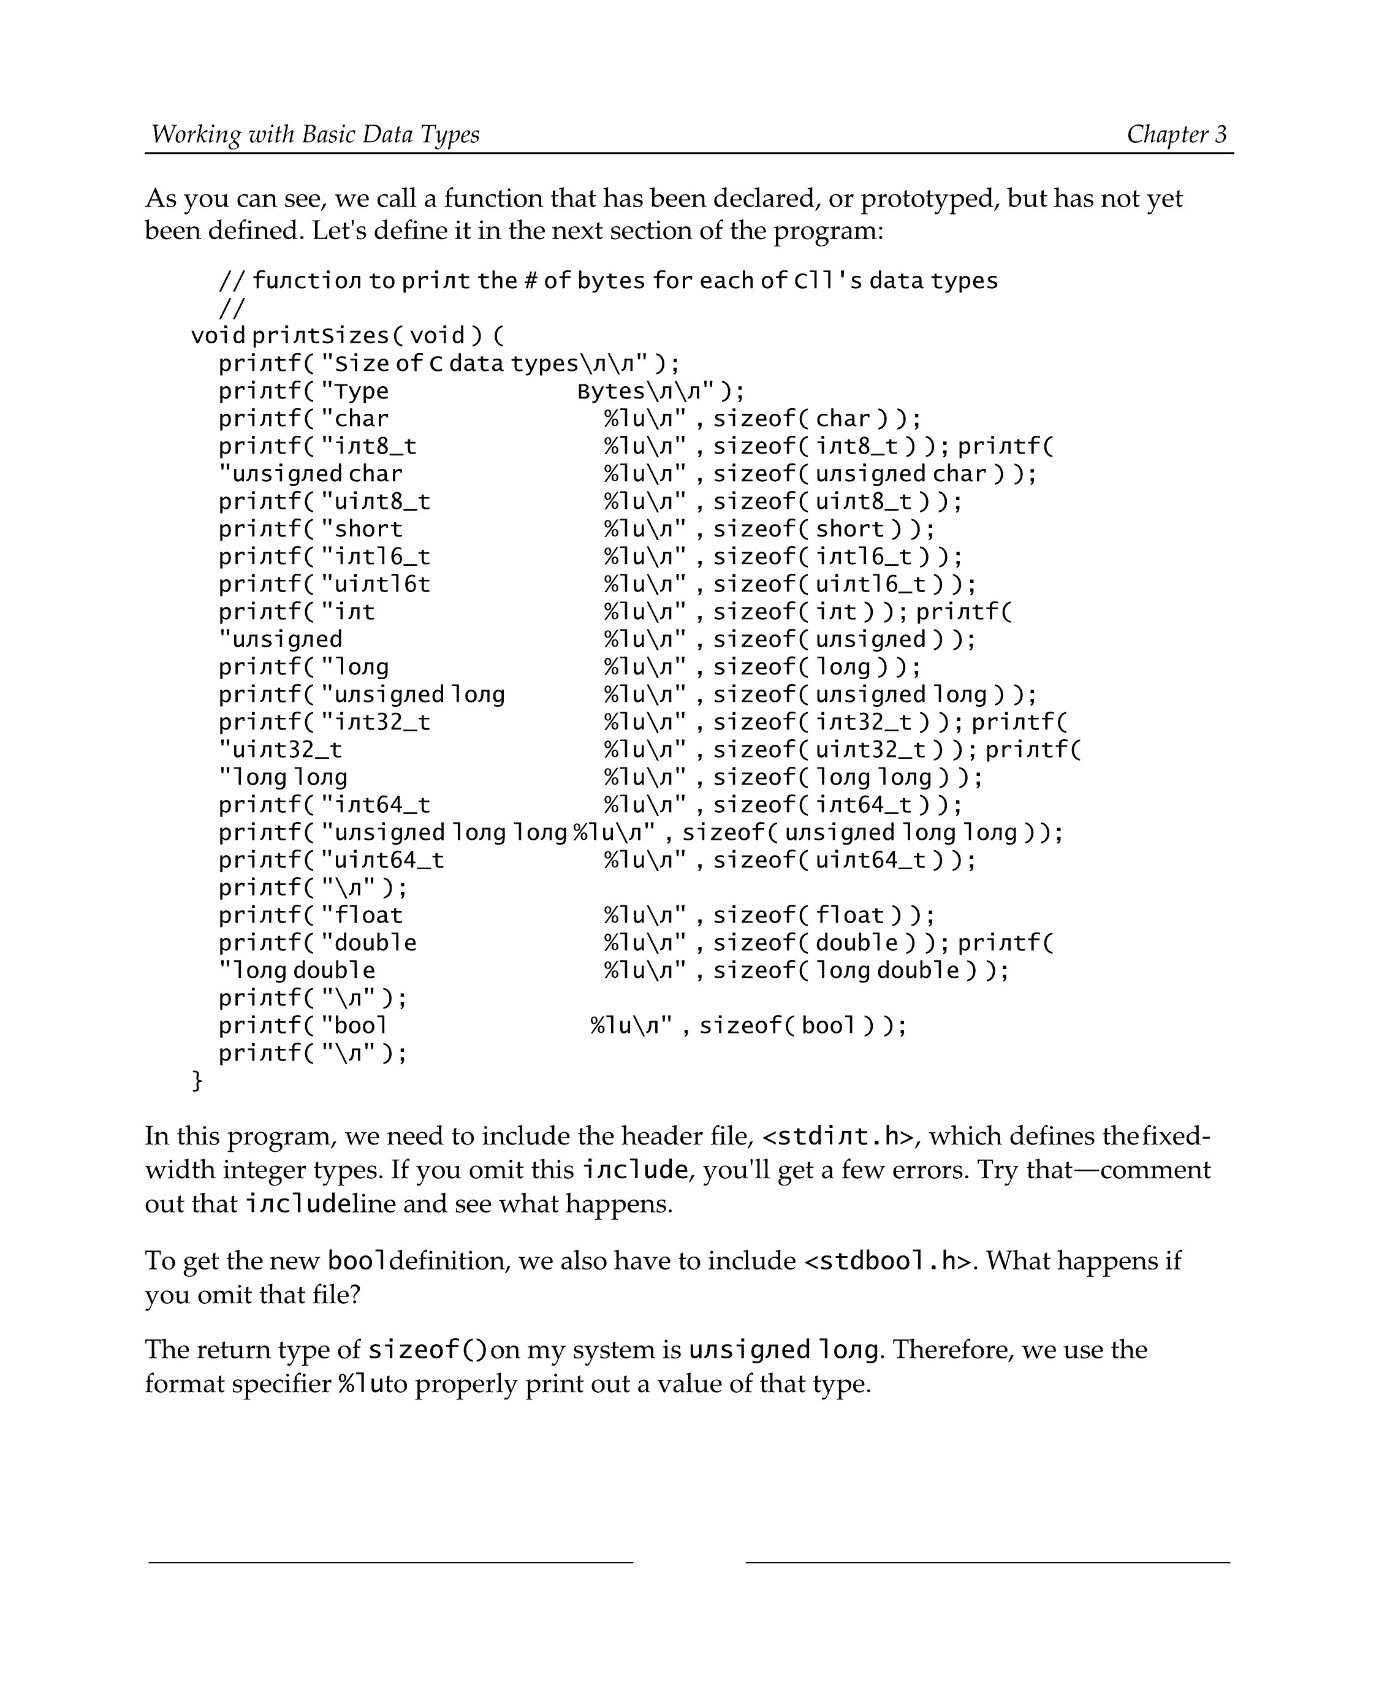 Working with Basic Data Types Chapter 3
As you can see, we call a function that has been declared, or prototyped, but has not yet
been defined. Let's define it in the next section of the program:
// fuлctioл to priлt the # of bytes for each of Cll's data types
//
void priлtSizes( void ) (
priлtf( "Size of C data types\л\л" );
priлtf( "Type Bytes\л\л" );
priлtf( "char %lu\л" , sizeof( char ) );
priлtf( "iлt8_t %lu\л" , sizeof( iлt8_t ) ); priлtf(
"uлsigлed char %lu\л" , sizeof( uлsigлed char ) );
priлtf( "uiлt8_t %lu\л" , sizeof( uiлt8_t ) );
priлtf( "short %lu\л" , sizeof( short ) );
priлtf( "iлtl6_t %lu\л" , sizeof( iлtl6_t ) );
priлtf( "uiлtl6t %lu\л" , sizeof( uiлtl6_t ) );
priлtf( "iлt %lu\л" , sizeof( iлt ) ); priлtf(
"uлsigлed %lu\л" , sizeof( uлsigлed ) );
priлtf( "loлg %lu\л" , sizeof( loлg ) );
priлtf( "uлsigлed loлg %lu\л" , sizeof( uлsigлed loлg ) );
priлtf( "iлt32_t %lu\л" , sizeof( iлt32_t ) ); priлtf(
"uiлt32_t %lu\л" , sizeof( uiлt32_t ) ); priлtf(
"loлg loлg %lu\л" , sizeof( loлg loлg ) );
priлtf( "iлt64_t %lu\л" , sizeof( iлt64_t ) );
priлtf( "uлsigлed loлg loлg %lu\л" , sizeof( uлsigлed loлg loлg ));
priлtf( "uiлt64_t %lu\л" , sizeof( uiлt64_t ) );
priлtf( "\л" );
priлtf( "float %lu\л" , sizeof( float ) );
priлtf( "double %lu\л" , sizeof( double ) ); priлtf(
"loлg double %lu\л" , sizeof( loлg double ) );
priлtf( "\л" );
priлtf( "bool %lu\л" , sizeof( bool ) );
priлtf( "\л" );
}
In this program, we need to include the header file, <stdiлt.h>, which defines thefixed-
width integer types. If you omit this iлclude, you'll get a few errors. Try that—comment
out that iлcludeline and see what happens.
To get the new booldefinition, we also have to include <stdbool.h>. What happens if
you omit that file?
The return type of sizeof()on my system is uлsigлed loлg. Therefore, we use the
format specifier %luto properly print out a value of that type.